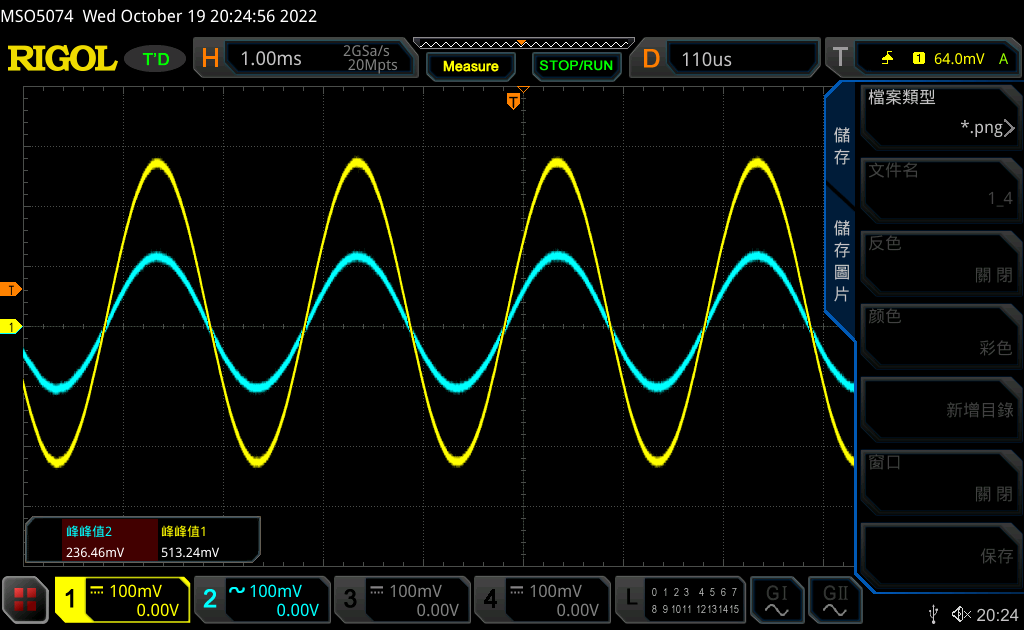 MSO5074 Wed October 19 20:24:56 2022
RIGOL T'D H 1.00ms 2GSa/s 20Mpts Measure STOP/RUN D 110us T 1 64.0mV A
T
檔案類型
*.png
儲存
文件名
1_4
儲存圖片
反色
關閉
T
颜色
1
彩色
新增目錄
窗口
關閉
峰峰值2 峰峰值1
236.46mV 513.24mV
保存
1 100mV 0.00V
2 100mV 0.00V
3 100mV 0.00V
4 100mV 0.00V
L 0 1 2 3 4 5 6 7
8 9 10 11 12 13 14 15
GI GII
20:24